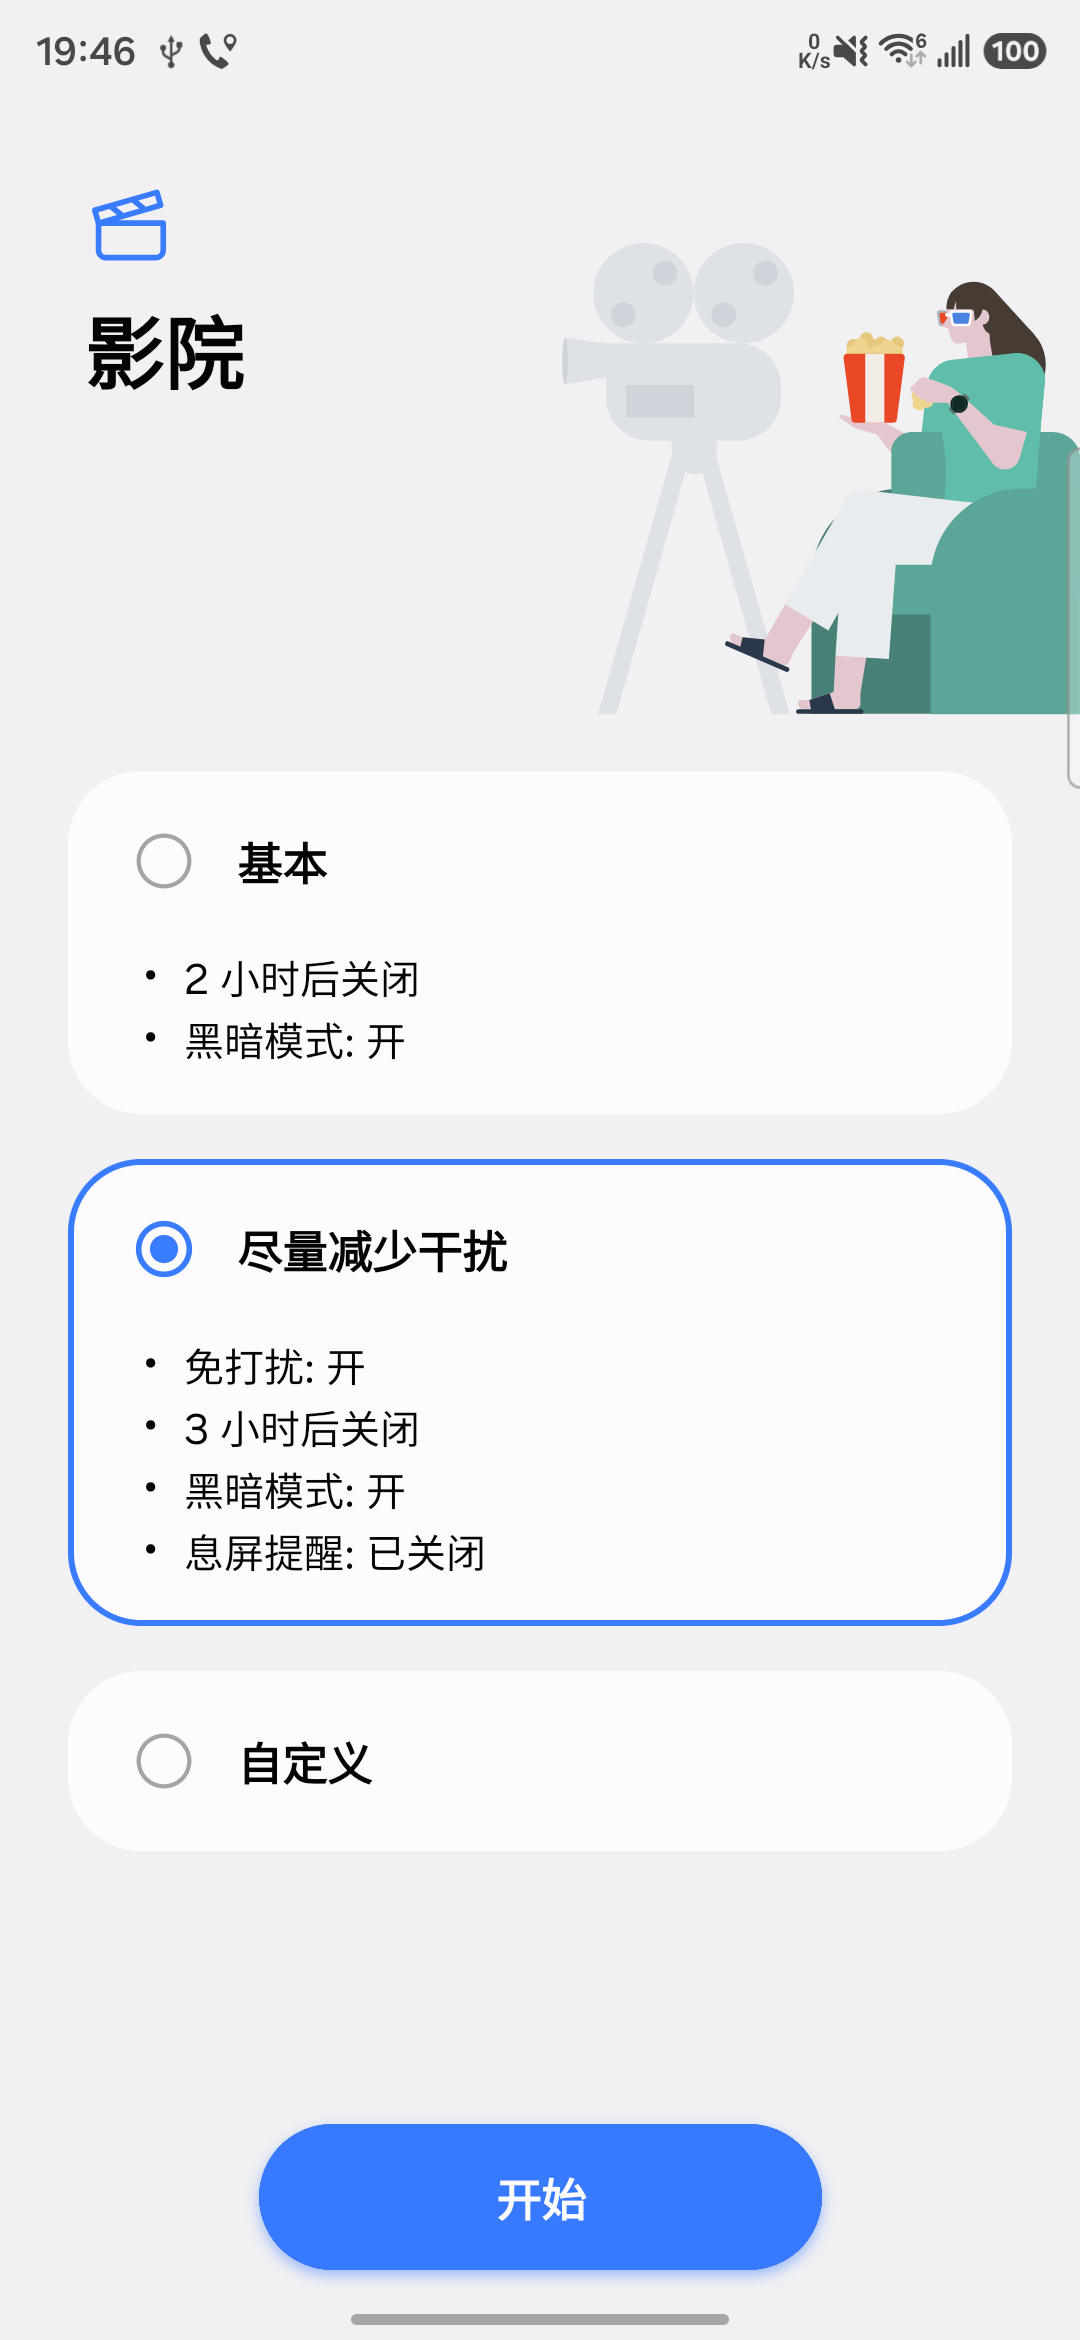 19:46
0
K/s
6
100
影院
基本
• 2 小时后关闭
• 黑暗模式: 开
尽量减少干扰
• 免打扰: 开
• 3 小时后关闭
• 黑暗模式: 开
• 息屏提醒: 已关闭
自定义
开始